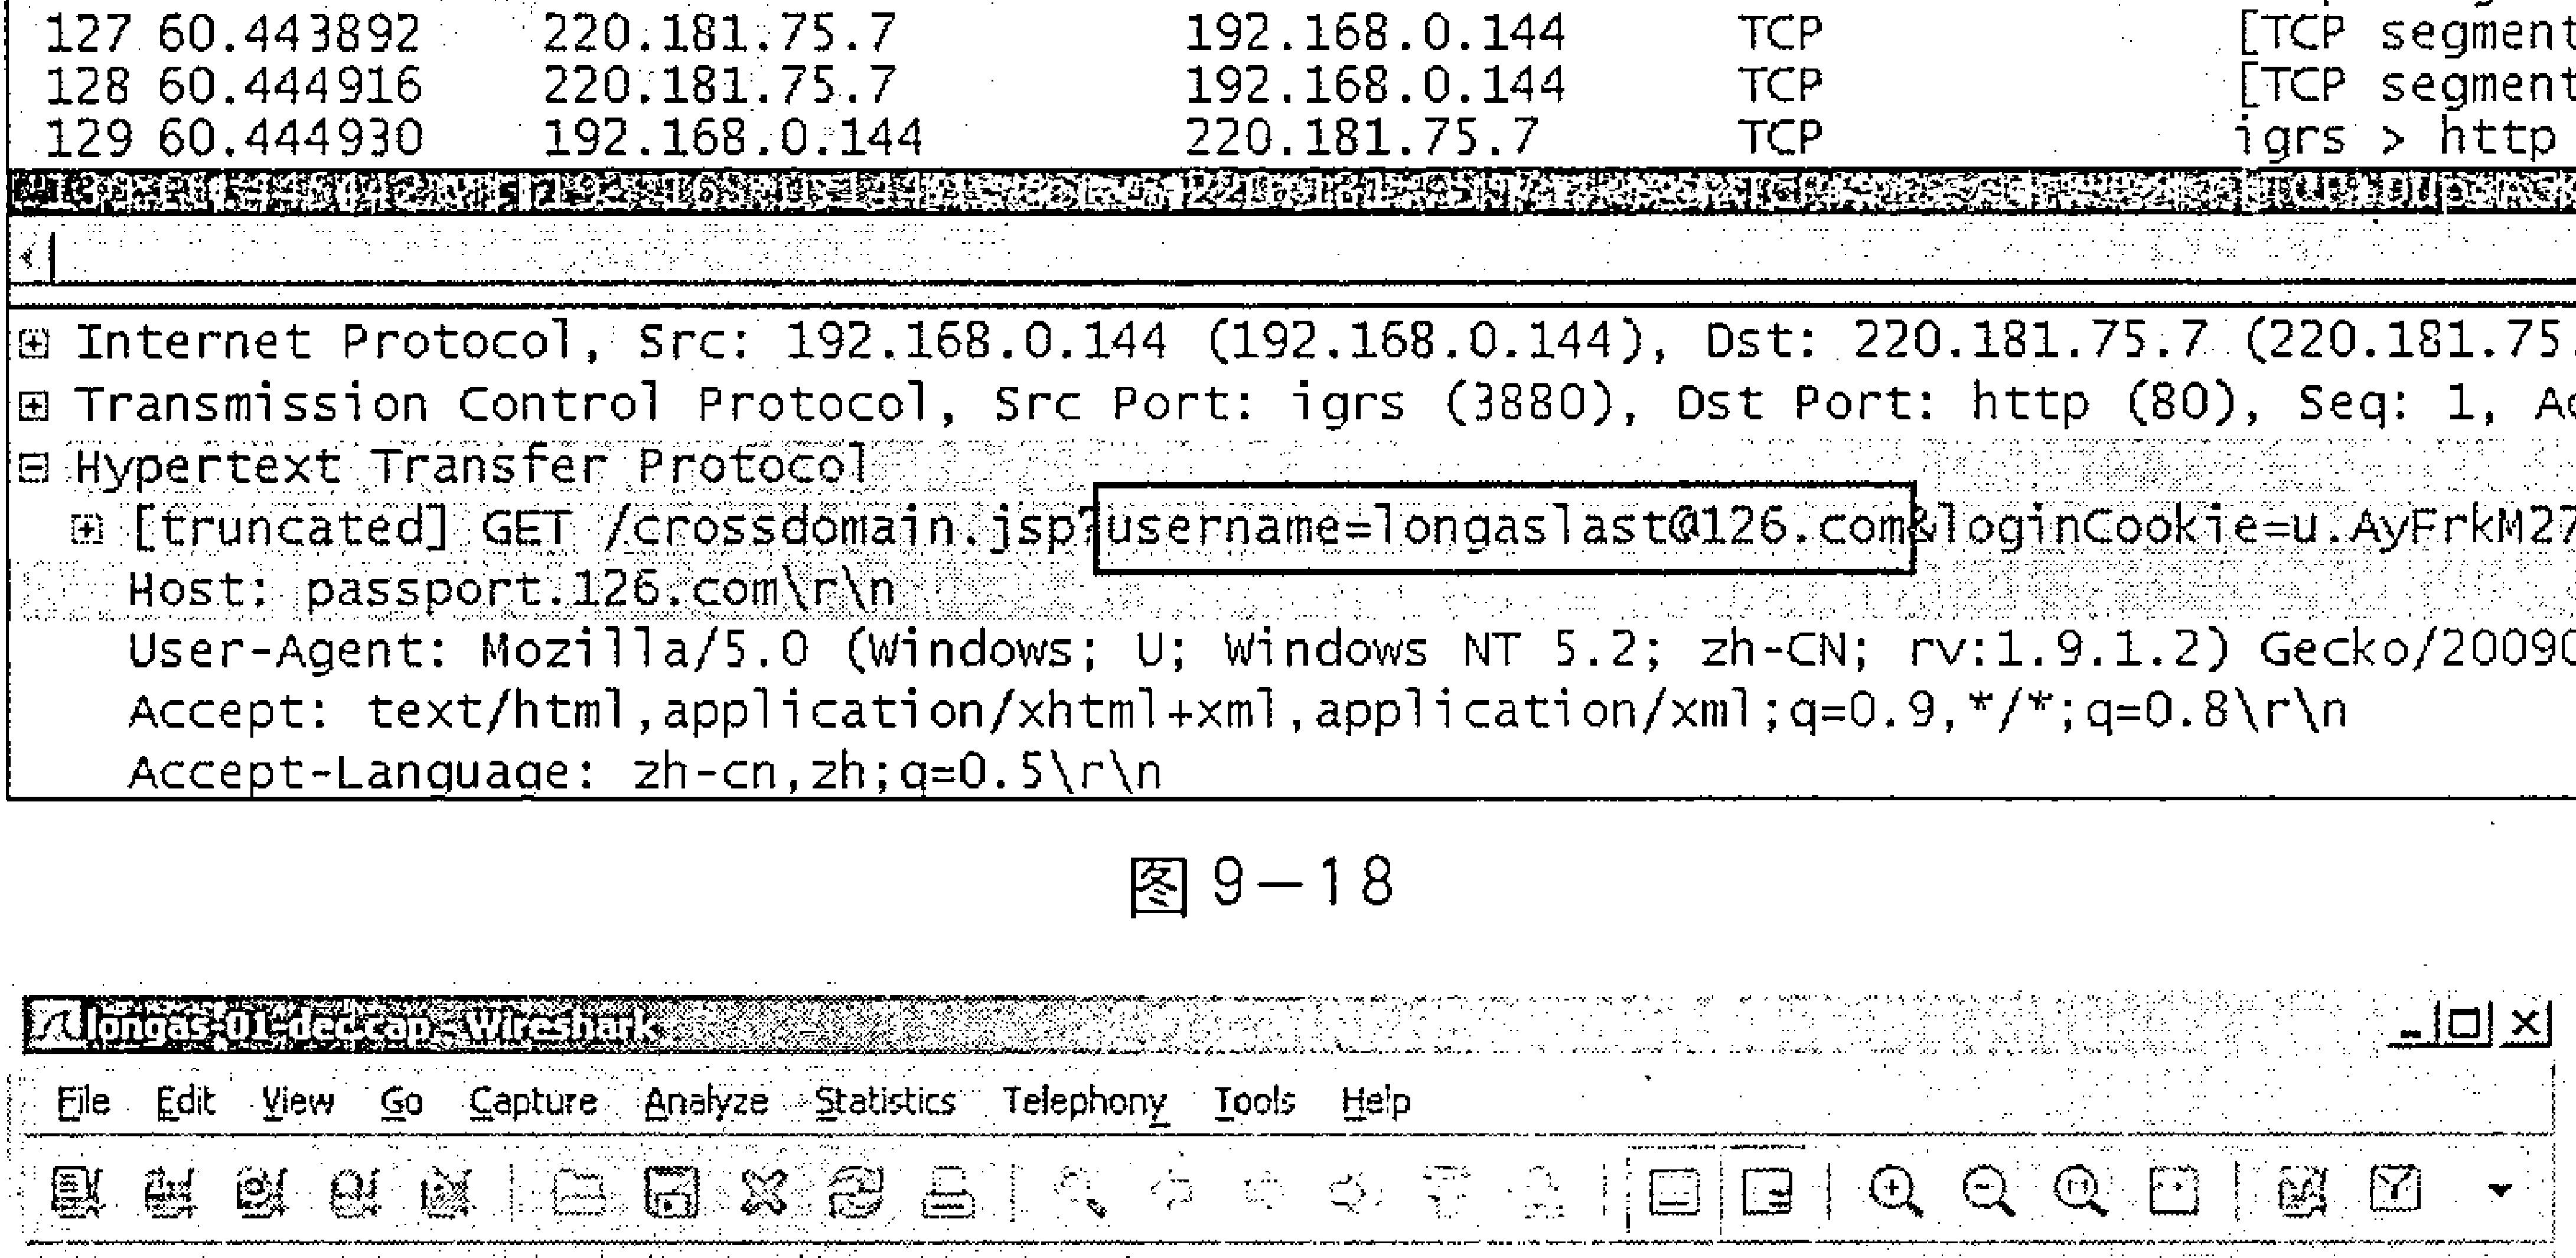 127 60.443892 220.181.75.7 192.168.0.144 TCP [TCP segment
128 60.444916 220.181.75.7 192.168.0.144 TCP [TCP segment
129 60.444930 192.168.0.144 220.181.75.7 TCP igrs > http
Internet Protocol, Src: 192.168.0.144 (192.168.0.144), Dst: 220.181.75.7 (220.181.75.
Transmission Control Protocol, Src Port: igrs (3880), Dst Port: http (80), Seq: 1, Ac
Hypertext Transfer Protocol
[truncated] GET /crossdomain.jsp?username=longaslast@126.com&loginCookie=u.AyFrkM27
Host: passport.126.com\r\n
User-Agent: Mozilla/5.0 (Windows; U; Windows NT 5.2; zh-CN; rv:1.9.1.2) Gecko/20090
Accept: text/html,application/xhtml+xml,application/xml;q=0.9,*/*;q=0.8\r\n
Accept-Language: zh-cn,zh;q=0.5\r\n
图 9-18
longas-01-dec.cap - Wireshark
File Edit View Go Capture Analyze Statistics Telephony Tools Help